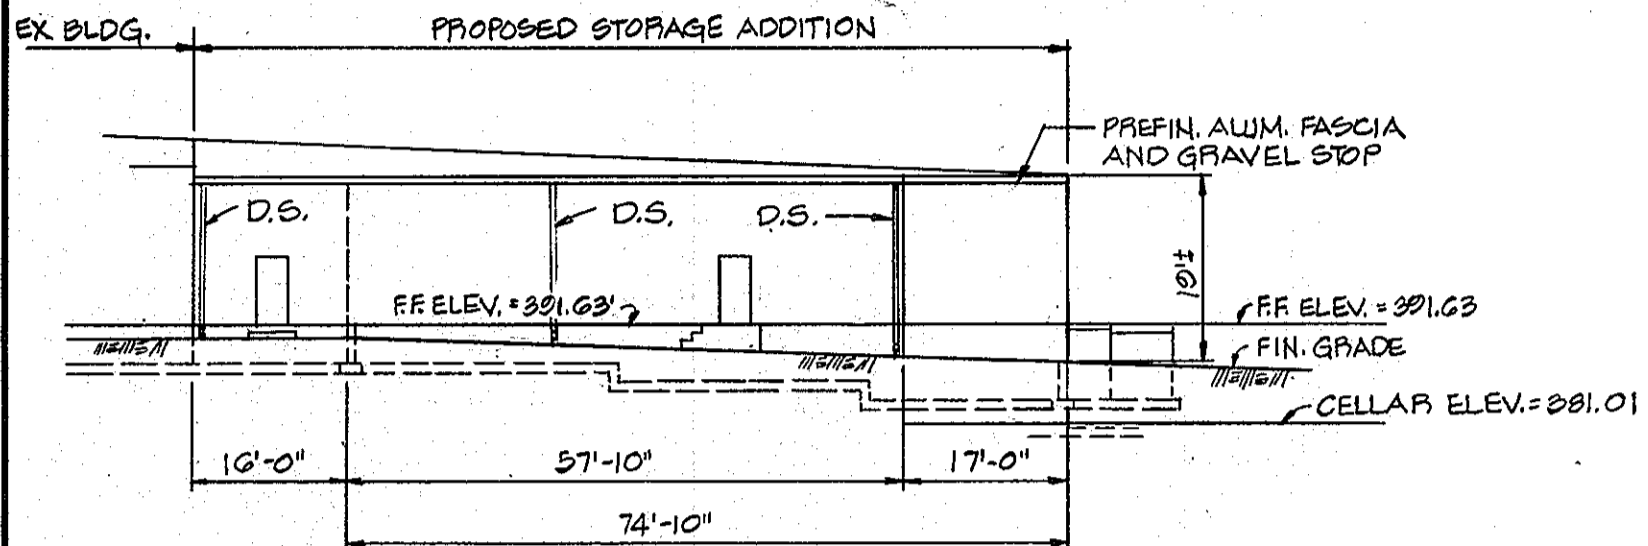 EX BLDG.
PROPOSED STORAGE ADDITION
PREFIN. ALUM. FASCIA
AND GRAVEL STOP
D.S.
D.S.
D.S.
19'±
F.F. ELEV. = 391.63'
F.F. ELEV. = 391.63
FIN. GRADE
CELLAR ELEV. = 381.01
16'-0"
57'-10"
17'-0"
74'-10"